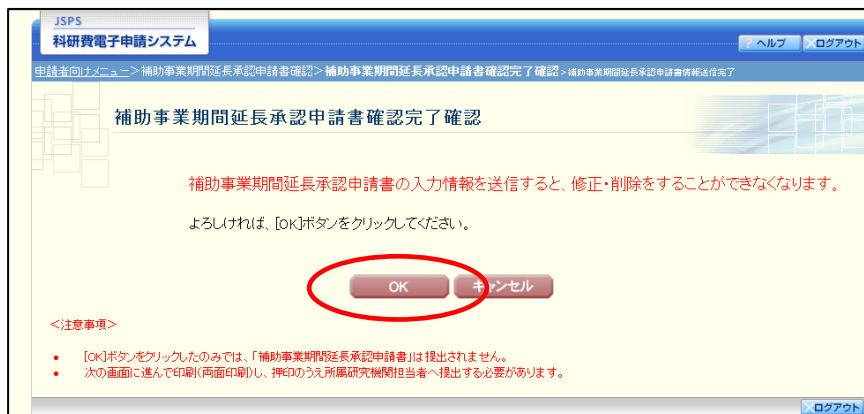 JSPS
科研費電子申請システム
? ヘルプ ×ログアウト
申請者向けメニュー>補助事業期間延長承認申請書確認>補助事業期間延長承認申請書確認完了確認>補助事業期間延長承認申請書情報送信完了
補助事業期間延長承認申請書確認完了確認
補助事業期間延長承認申請書の入力情報を送信すると、修正・削除をすることができなくなります。
よろしければ、[OK]ボタンをクリックしてください。
OK キャンセル
<注意事項>
• [OK]ボタンをクリックしたのみでは、「補助事業期間延長承認申請書」は提出されません。
• 次の画面に進んで印刷(両面印刷)し、押印のうえ所属研究機関担当者へ提出する必要があります。
×ログアウト